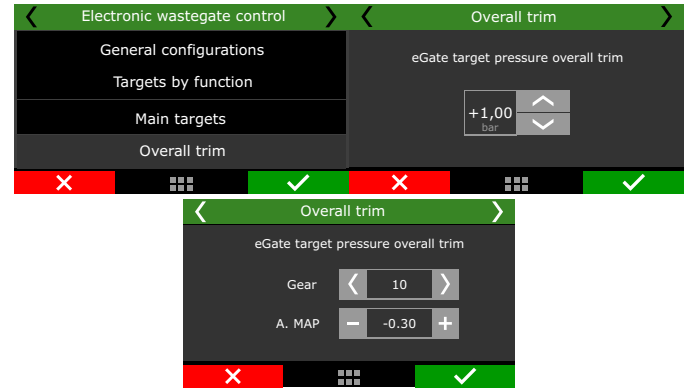 Electronic wastegate control
General configurations
Targets by function
Main targets
Overall trim
Overall trim
eGate target pressure overall trim
+1,00
bar
Overall trim
eGate target pressure overall trim
Gear
10
A. MAP
-0.30